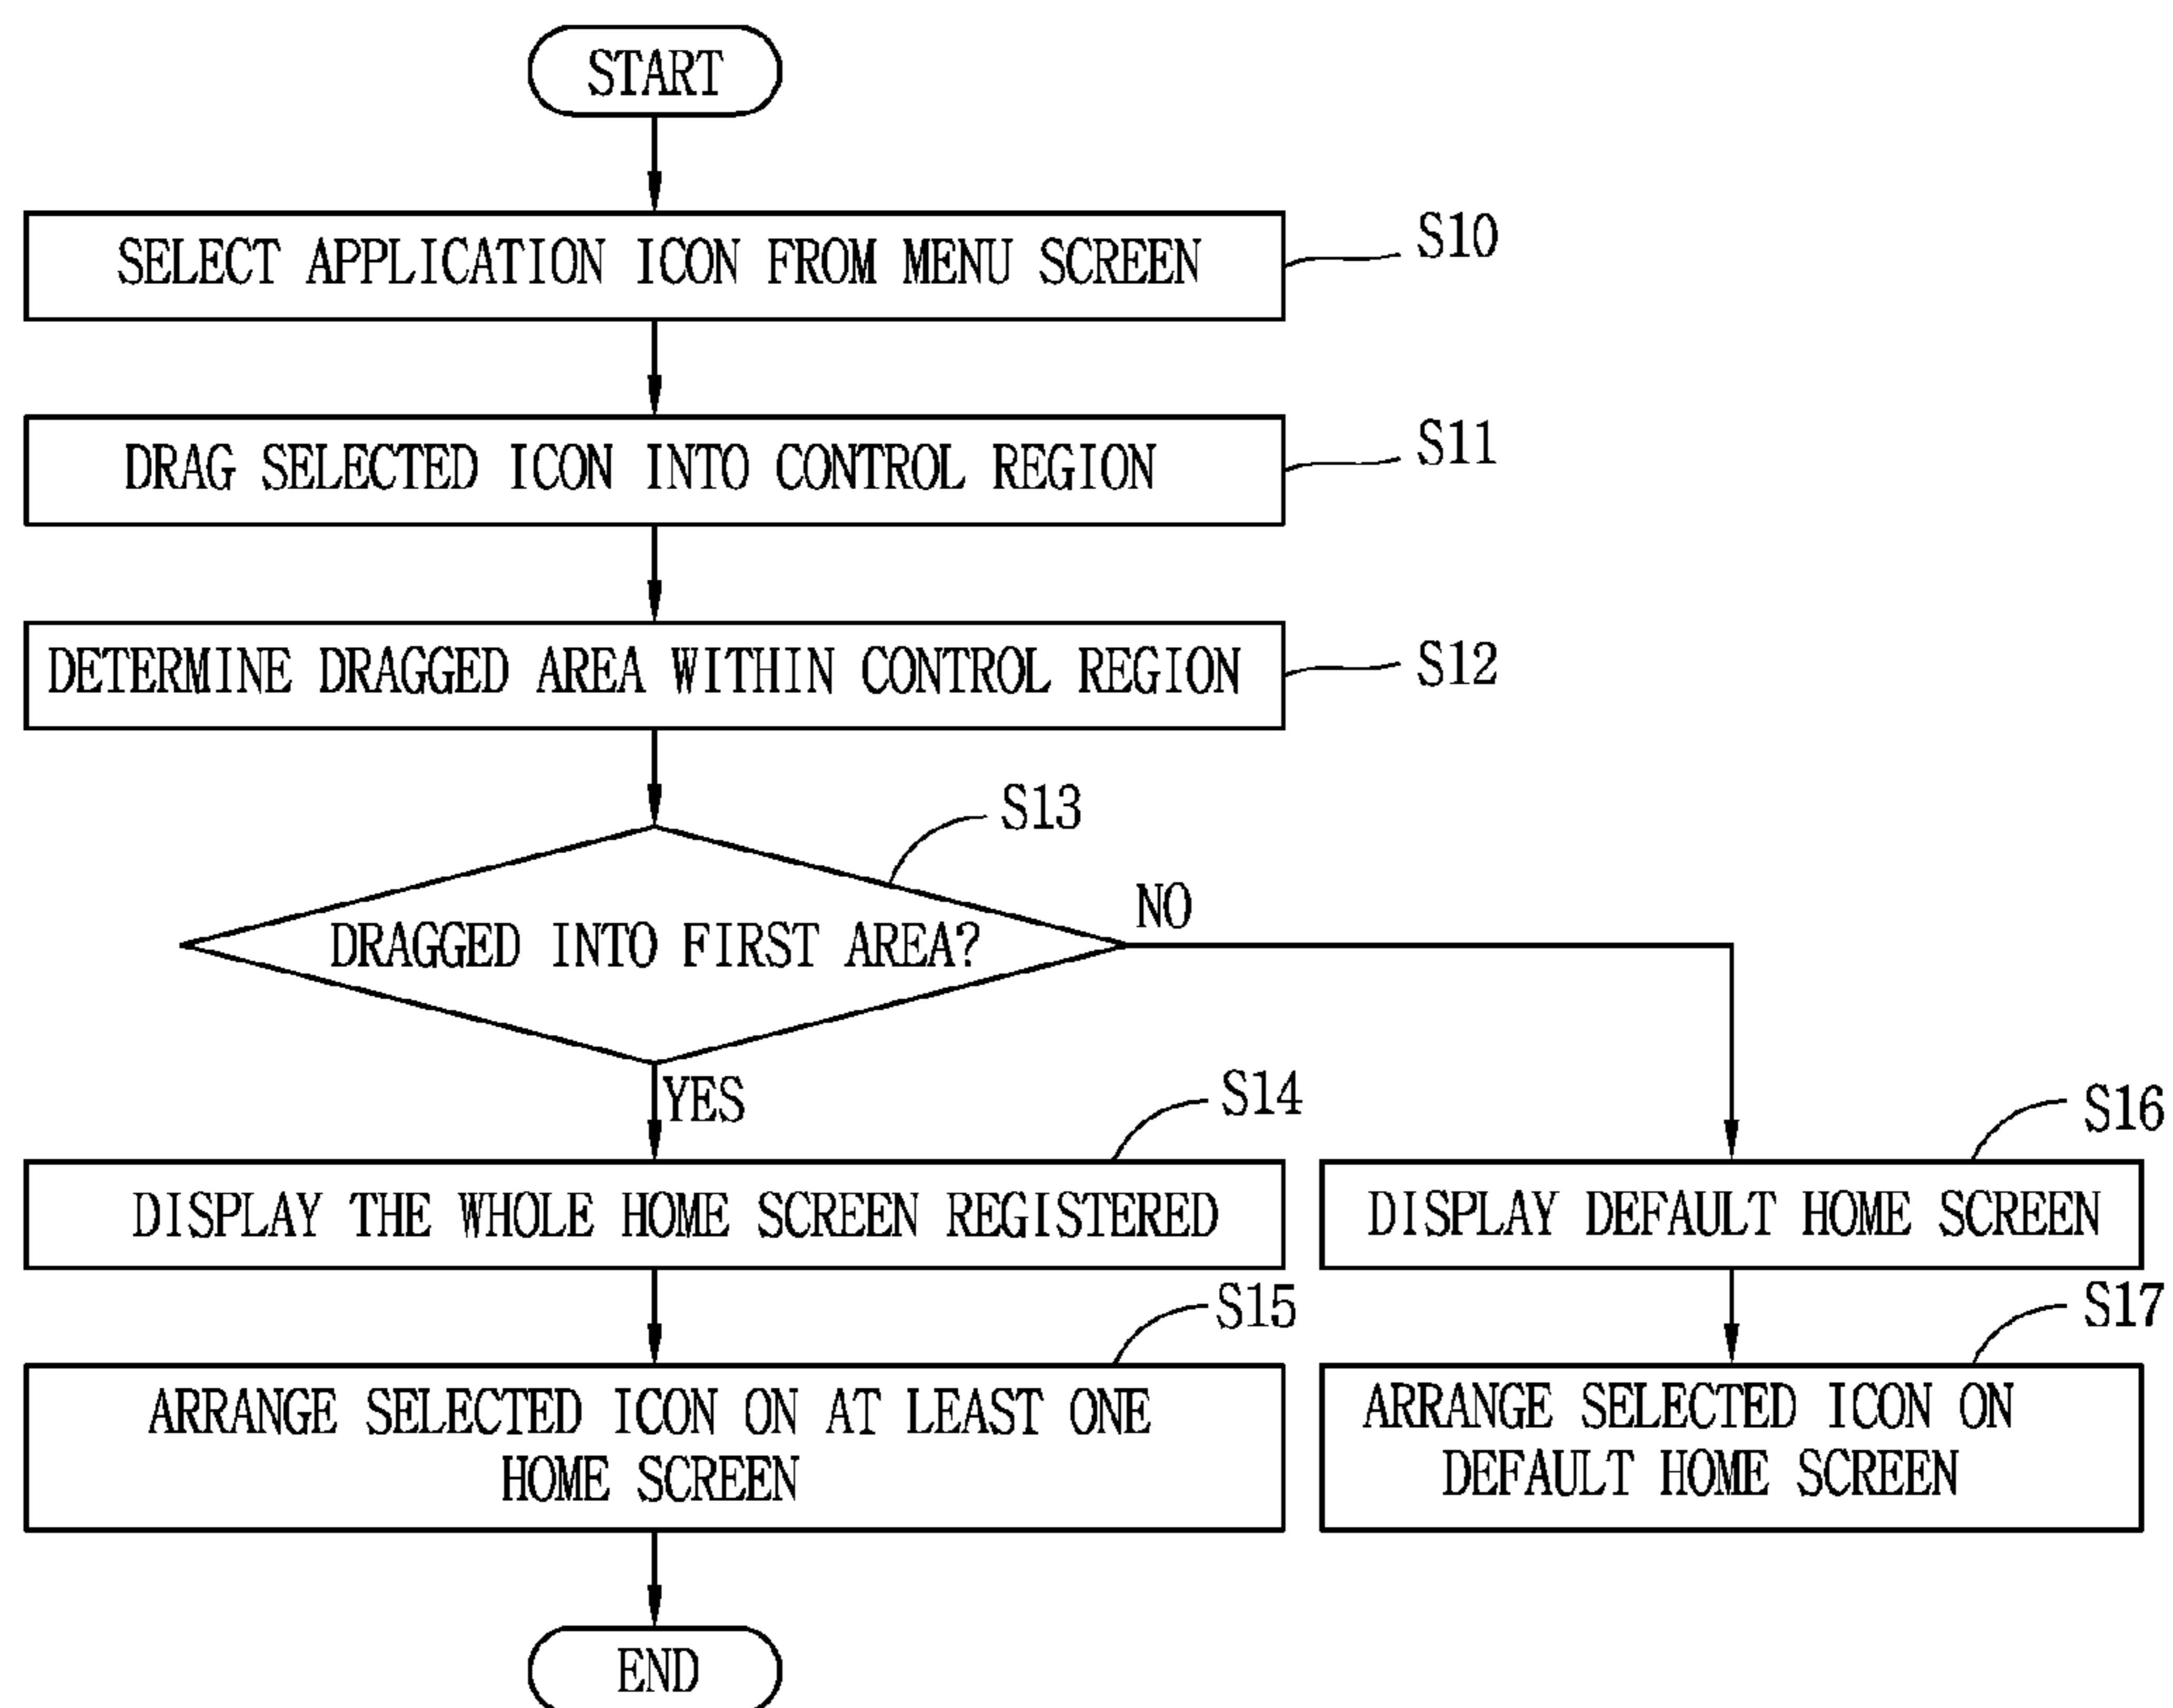 START
SELECT APPLICATION ICON FROM MENU SCREEN
S10
DRAG SELECTED ICON INTO CONTROL REGION
S11
DETERMINE DRAGGED AREA WITHIN CONTROL REGION
S12
S13
DRAGGED INTO FIRST AREA?
NO
YES
S14
DISPLAY THE WHOLE HOME SCREEN REGISTERED
S16
DISPLAY DEFAULT HOME SCREEN
S15
ARRANGE SELECTED ICON ON AT LEAST ONE
HOME SCREEN
S17
ARRANGE SELECTED ICON ON
DEFAULT HOME SCREEN
END